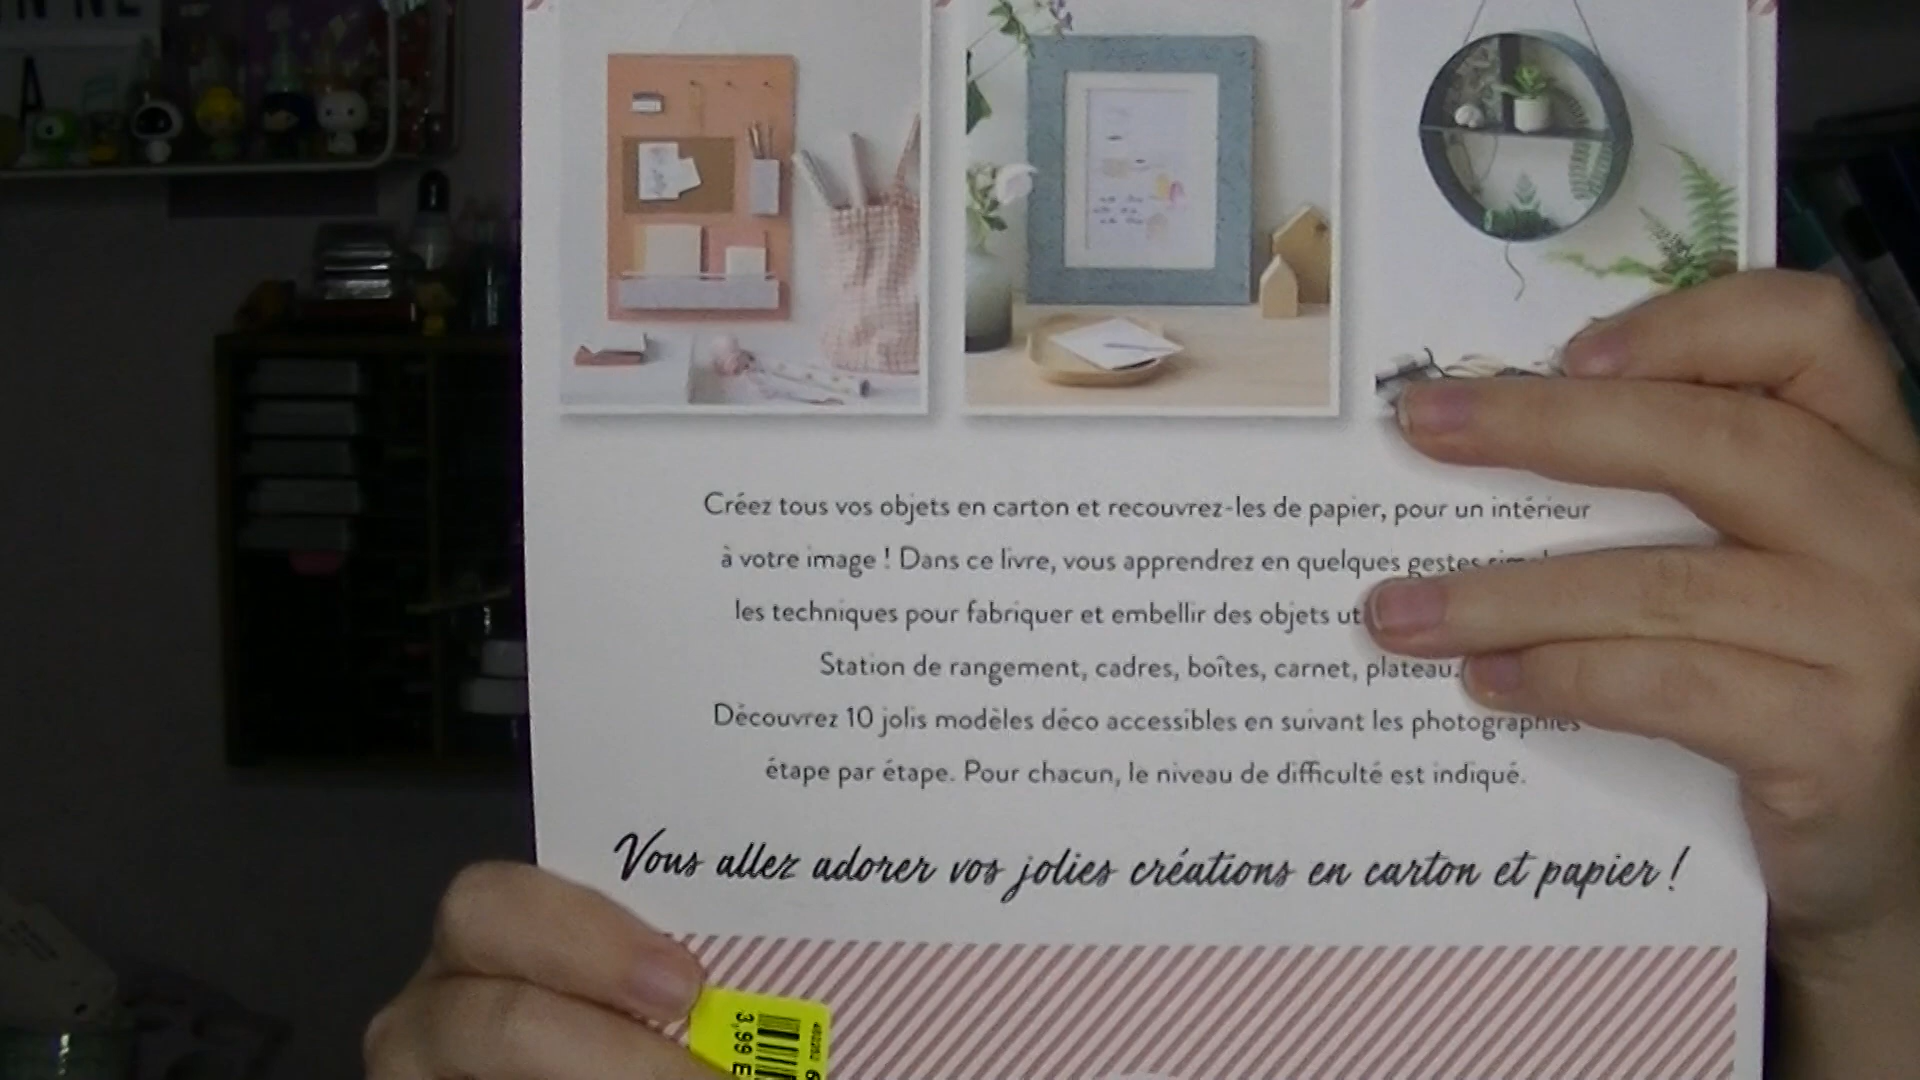 Créez tous vos objets en carton et recouvrez-les de papier, pour un intérieur
à votre image ! Dans ce livre, vous apprendrez en quelques gestes
les techniques pour fabriquer et embellir des objets
Station de rangement, cadres, boîtes, carnet, plateau.
Découvrez 10 jolis modèles déco accessibles en suivant les photographies
étape par étape. Pour chacun, le niveau de difficulté est indiqué.
Vous allez adorer vos jolies créations en carton et papier !
3,99 E